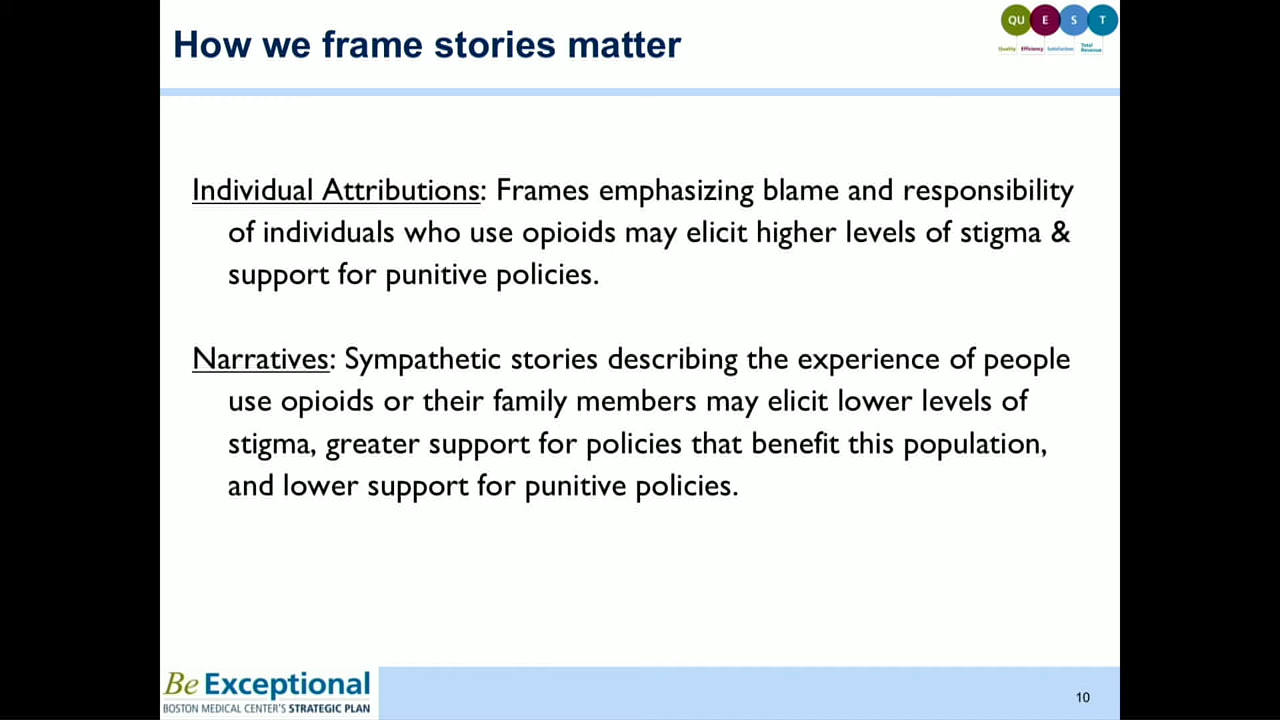 How we frame stories matter
QU E S T
Quality Efficiency Satisfaction Total Revenue
Individual Attributions: Frames emphasizing blame and responsibility
of individuals who use opioids may elicit higher levels of stigma &
support for punitive policies.
Narratives: Sympathetic stories describing the experience of people
use opioids or their family members may elicit lower levels of
stigma, greater support for policies that benefit this population,
and lower support for punitive policies.
Be Exceptional
BOSTON MEDICAL CENTER'S STRATEGIC PLAN
10